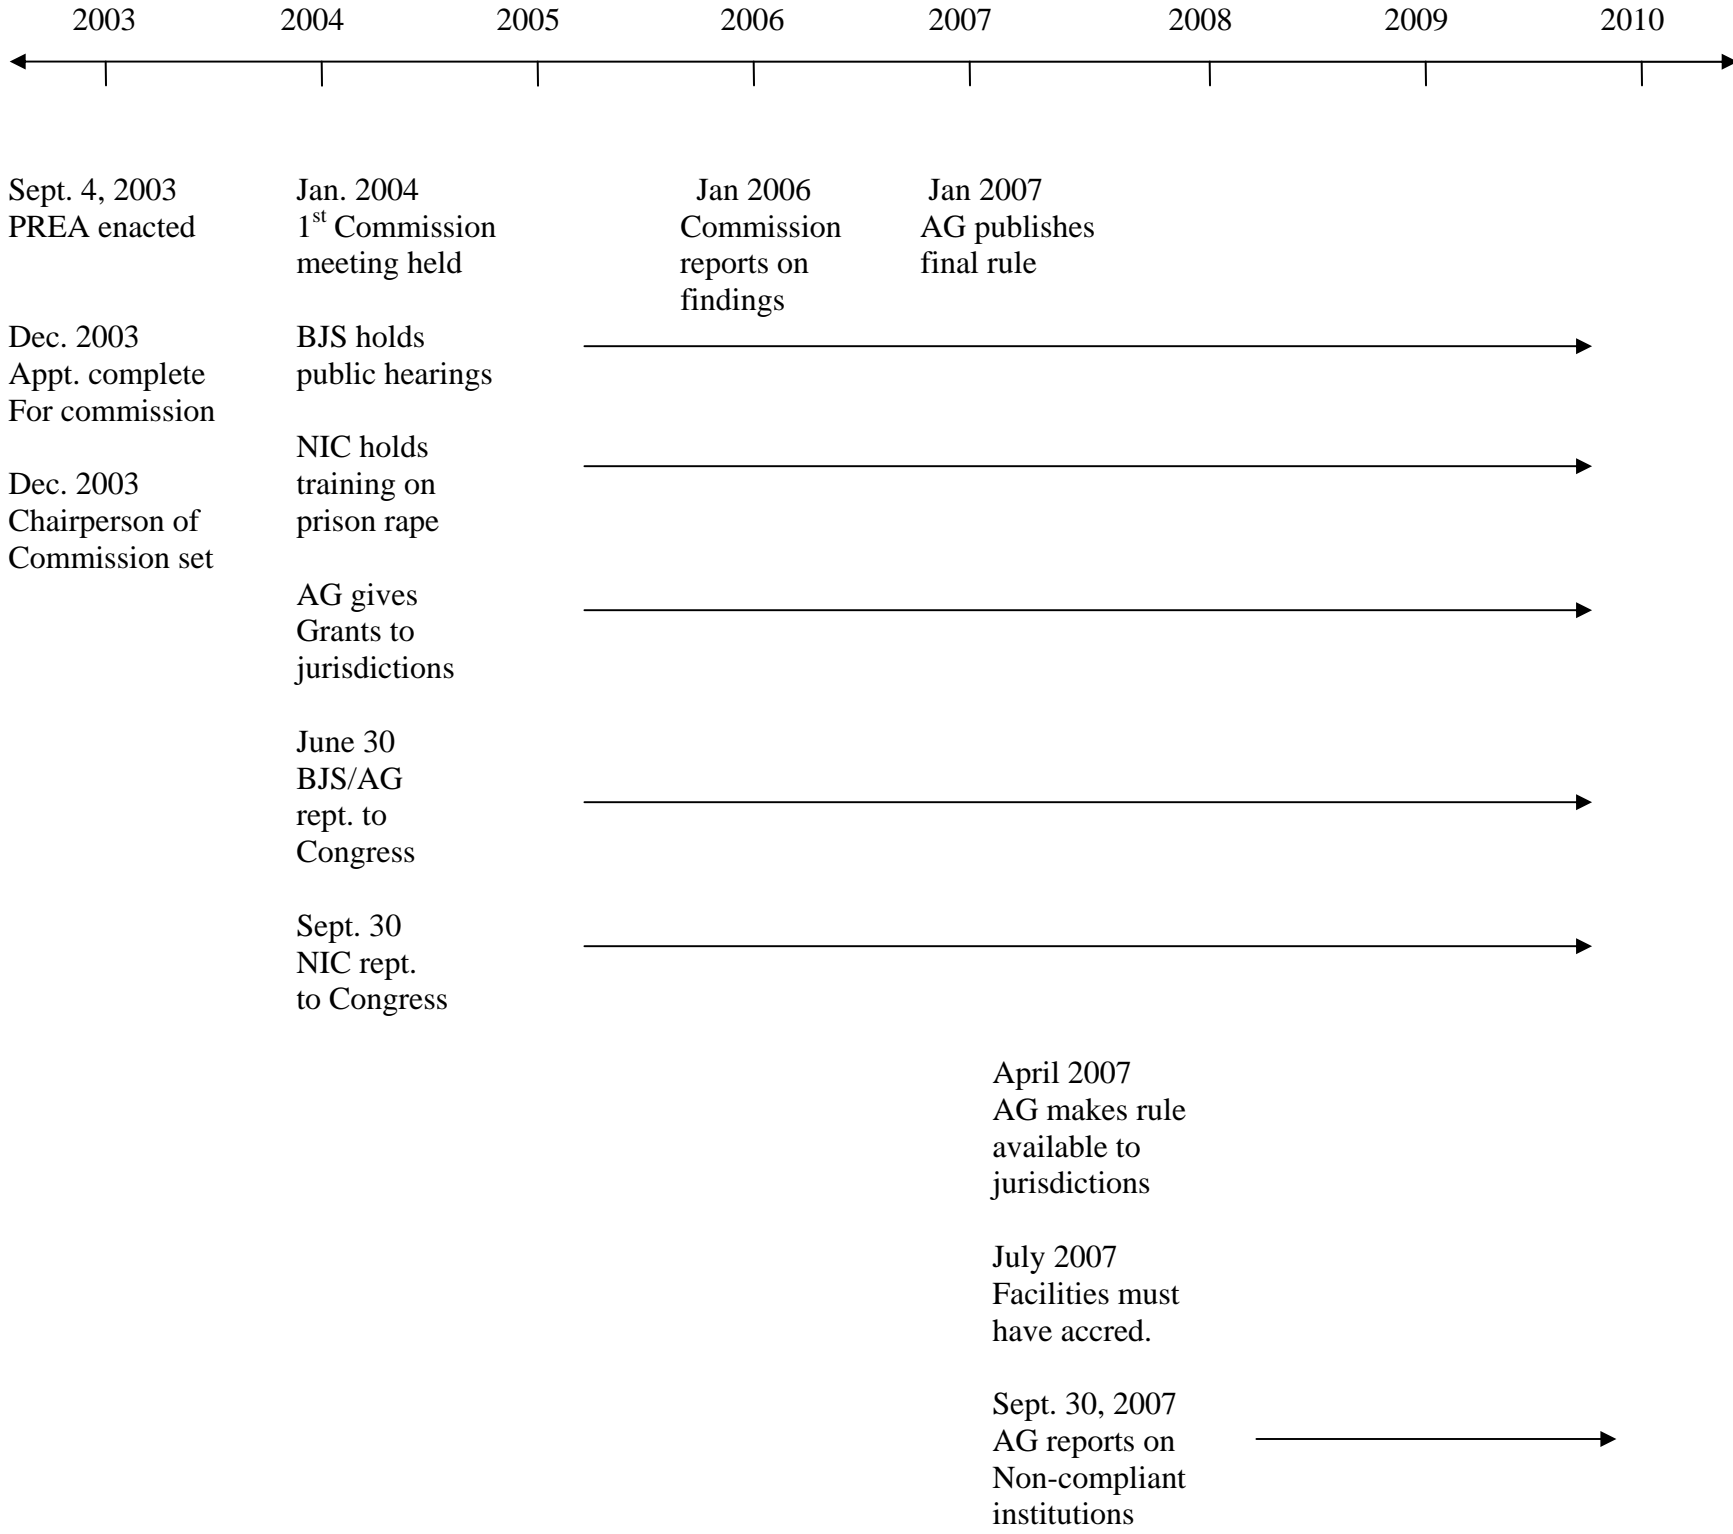 2003 2004 2005 2006 2007 2008 2009 2010
Sept. 4, 2003
PREA enacted
Dec. 2003
Appt. complete
For commission
Dec. 2003
Chairperson of
Commission set
Jan. 2004
1st Commission
meeting held
BJS holds
public hearings
NIC holds
training on
prison rape
AG gives
Grants to
jurisdictions
June 30
BJS/AG
rept. to
Congress
Sept. 30
NIC rept.
to Congress
Jan 2006
Commission
reports on
findings
Jan 2007
AG publishes
final rule
April 2007
AG makes rule
available to
jurisdictions
July 2007
Facilities must
have accred.
Sept. 30, 2007
AG reports on
Non-compliant
institutions